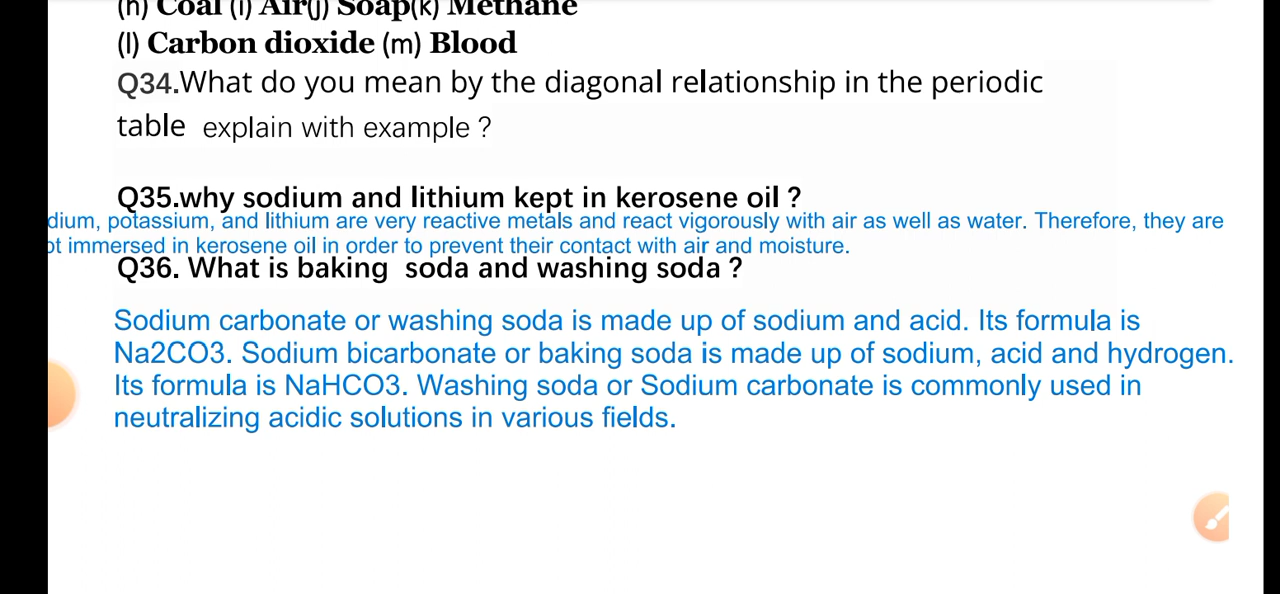 (h) Coal (i) Air(j) Soap(k) Methane
(l) Carbon dioxide (m) Blood
Q34.What do you mean by the diagonal relationship in the periodic
table explain with example ?
Q35.why sodium and lithium kept in kerosene oil ?
dium, potassium, and lithium are very reactive metals and react vigorously with air as well as water. Therefore, they are
pt immersed in kerosene oil in order to prevent their contact with air and moisture.
Q36. What is baking soda and washing soda ?
Sodium carbonate or washing soda is made up of sodium and acid. Its formula is
Na2CO3. Sodium bicarbonate or baking soda is made up of sodium, acid and hydrogen.
Its formula is NaHCO3. Washing soda or Sodium carbonate is commonly used in
neutralizing acidic solutions in various fields.